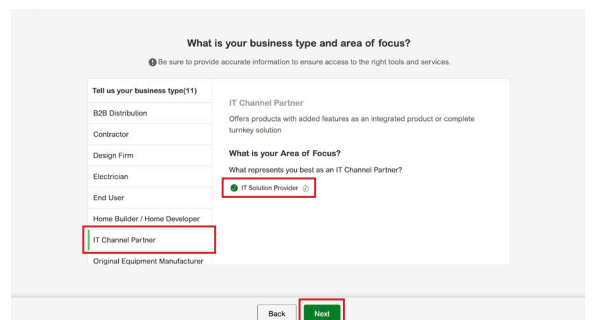 What is your business type and area of focus?
Be sure to provide accurate information to ensure access to the right tools and services.
Tell us your business type(11)
B2B Distribution
Contractor
Design Firm
Electrician
End User
Home Builder / Home Developer
IT Channel Partner
Original Equipment Manufacturer
IT Channel Partner
Offers products with added features as an integrated product or complete
turnkey solution
What is your Area of Focus?
What represents you best as an IT Channel Partner?
IT Solution Provider
Back
Next